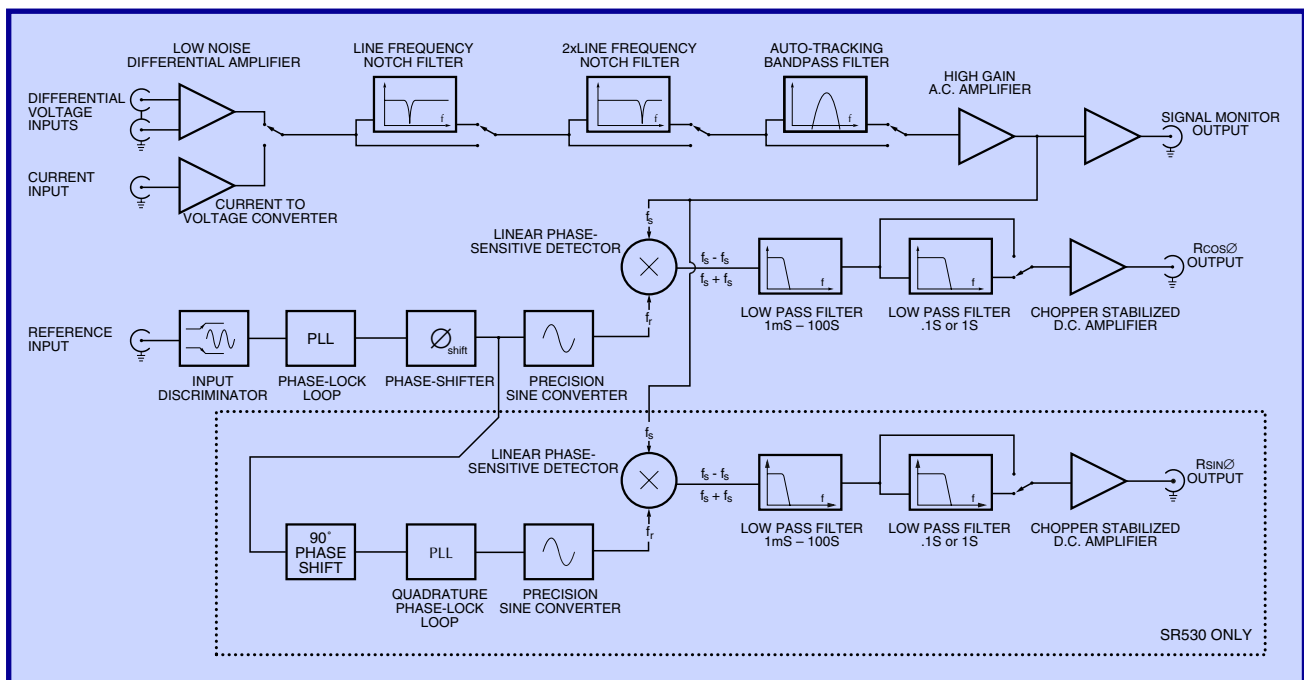 LOW NOISE
DIFFERENTIAL AMPLIFIER
LINE FREQUENCY
NOTCH FILTER
2xLINE FREQUENCY
NOTCH FILTER
AUTO-TRACKING
BANDPASS FILTER
HIGH GAIN
A.C. AMPLIFIER
DIFFERENTIAL
VOLTAGE
INPUTS
f
f
f
SIGNAL MONITOR
OUTPUT
CURRENT
INPUT
CURRENT TO
VOLTAGE CONVERTER
LINEAR PHASE-
SENSITIVE DETECTOR
fs
fs - fs
fs + fs
fr
f
f
LOW PASS FILTER
1mS – 100S
LOW PASS FILTER
.1S or 1S
CHOPPER STABILIZED
D.C. AMPLIFIER
RCOSØ
OUTPUT
REFERENCE
INPUT
INPUT
DISCRIMINATOR
PLL
PHASE-LOCK
LOOP
Øshift
PHASE-SHIFTER
PRECISION
SINE CONVERTER
LINEAR PHASE-
SENSITIVE DETECTOR
fs
fs - fs
fs + fs
fr
f
f
LOW PASS FILTER
1mS – 100S
LOW PASS FILTER
.1S or 1S
CHOPPER STABILIZED
D.C. AMPLIFIER
RSINØ
OUTPUT
90°
PHASE
SHIFT
PLL
QUADRATURE
PHASE-LOCK
LOOP
PRECISION
SINE CONVERTER
SR530 ONLY